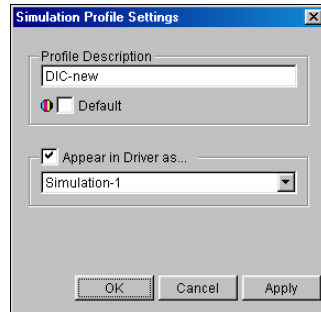 Simulation Profile Settings
Profile Description
DIC-new
Default
Appear in Driver as...
Simulation-1
OK Cancel Apply